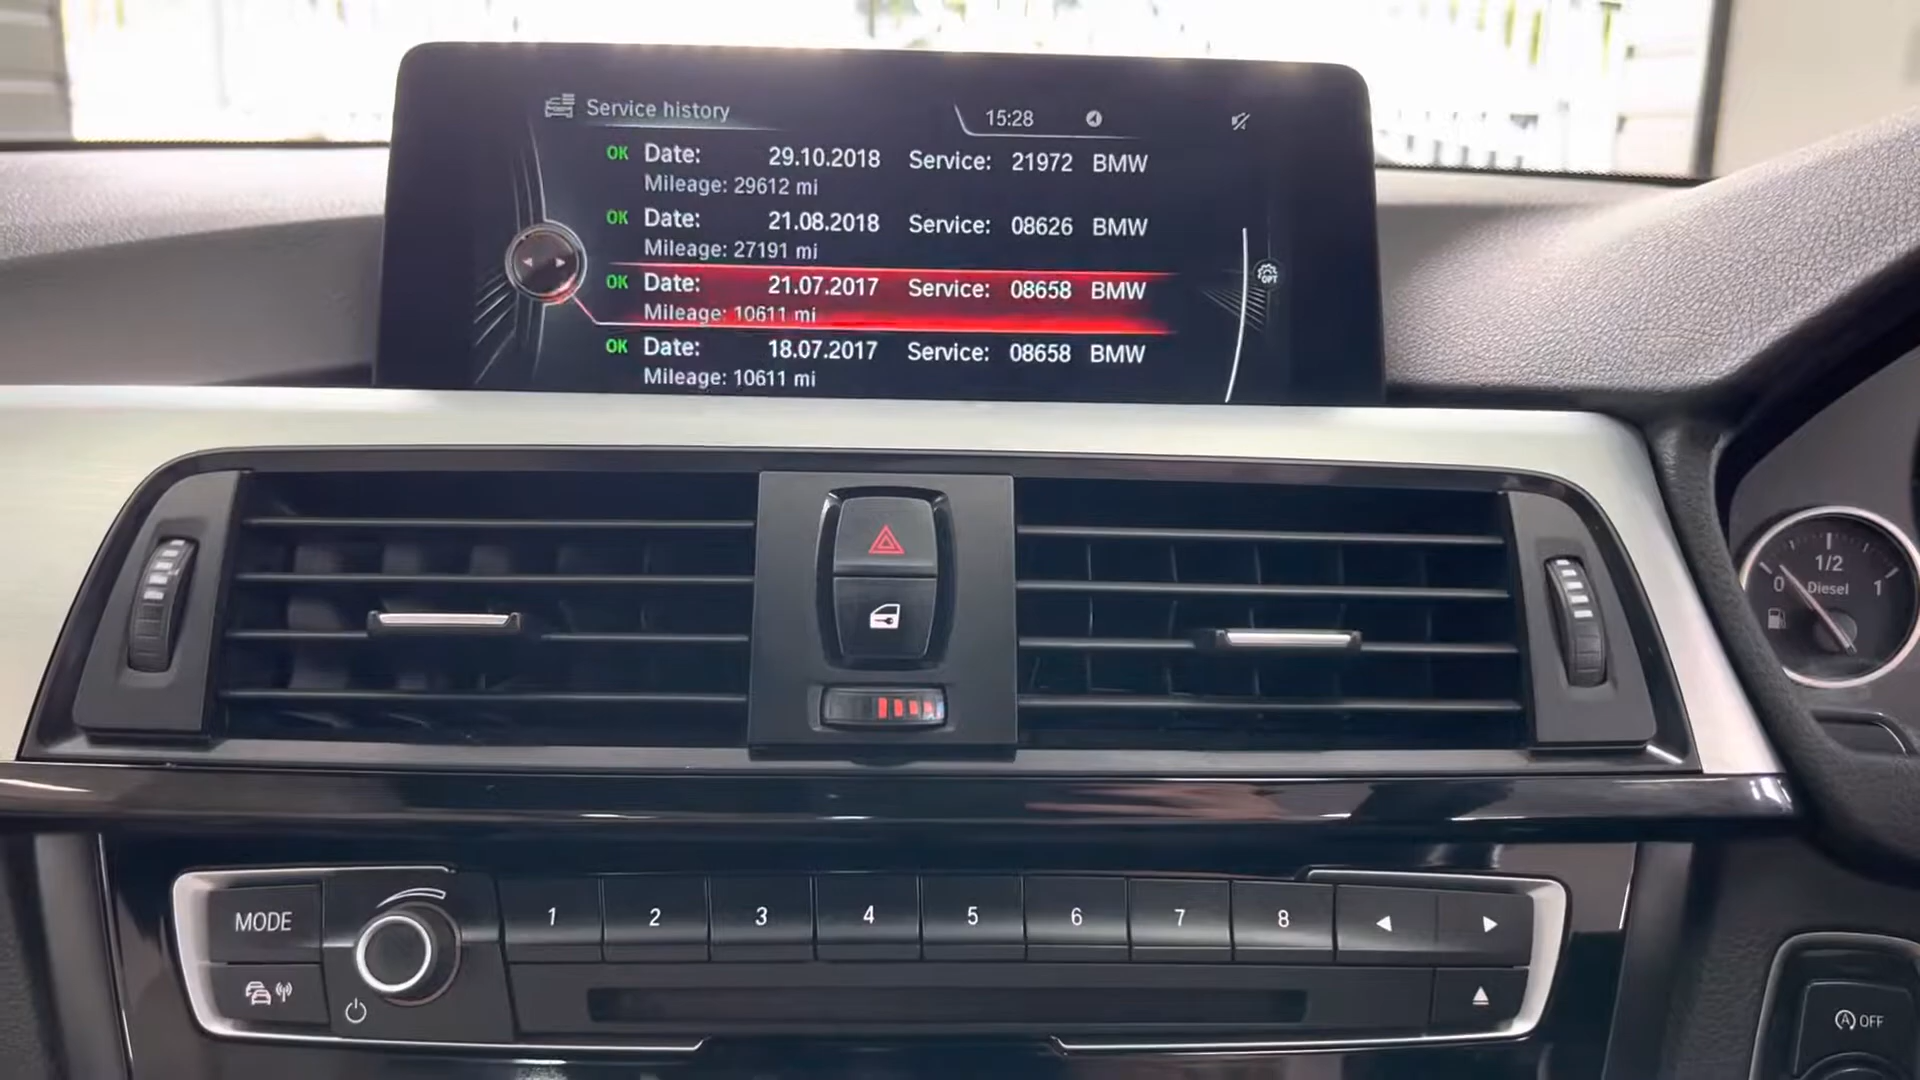 Service history 15:28
OK Date: 29.10.2018 Service: 21972 BMW
Mileage: 29612 mi
OK Date: 21.08.2018 Service: 08626 BMW
Mileage: 27191 mi
OK Date: 21.07.2017 Service: 08658 BMW
Mileage: 10611 mi
OK Date: 18.07.2017 Service: 08658 BMW
Mileage: 10611 mi
OPT
1/2
0 Diesel 1
MODE 1 2 3 4 5 6 7 8
A OFF